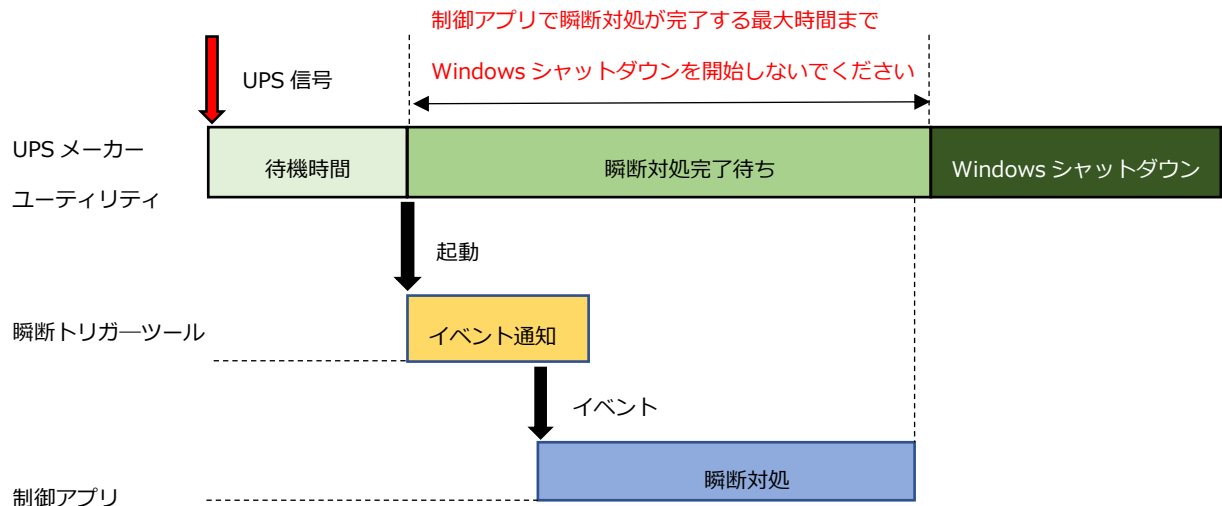 制御アプリで瞬断対処が完了する最大時間まで
Windows シャットダウンを開始しないでください
UPS 信号
UPS メーカー
ユーティリティ
待機時間
瞬断対処完了待ち
Windows シャットダウン
起動
瞬断トリガ―ツール
イベント通知
イベント
制御アプリ
瞬断対処